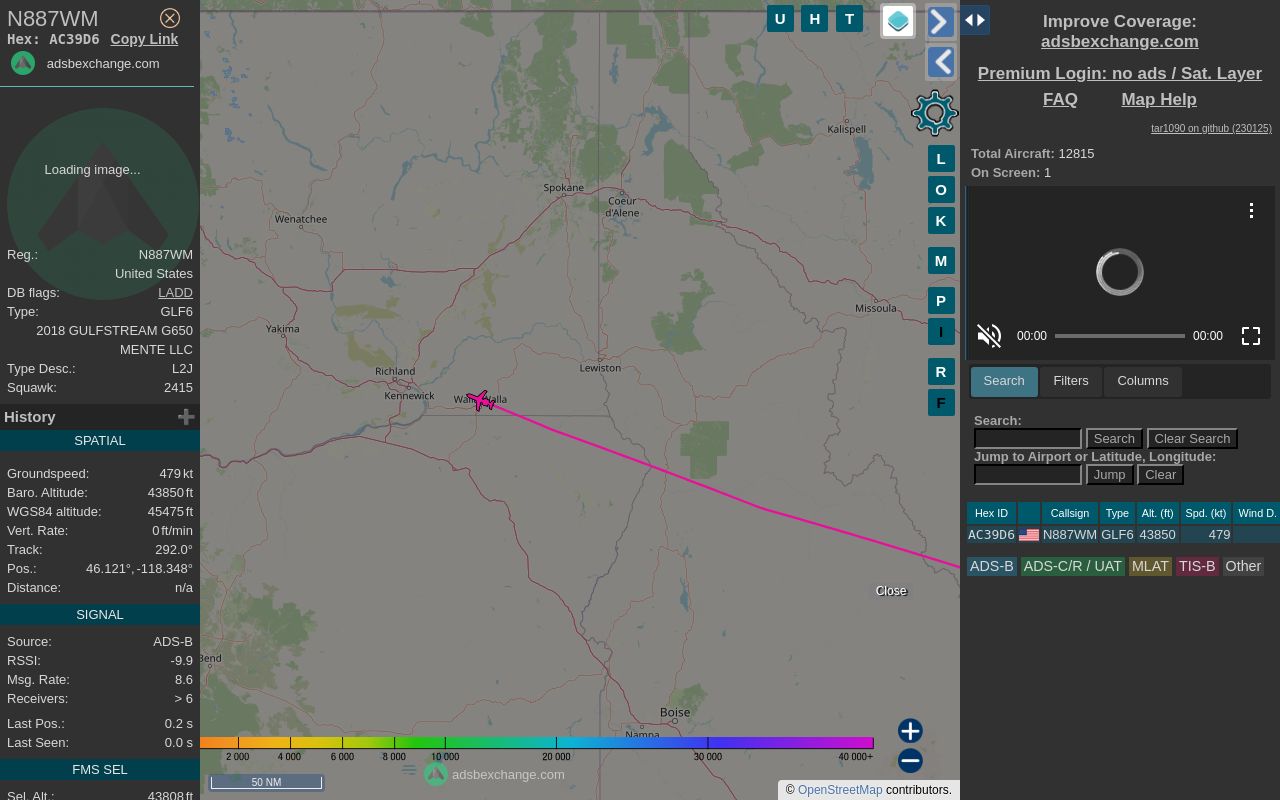 N887WM
Hex: AC39D6 Copy Link
adsbexchange.com
Loading image...
Reg.: N887WM
United States
DB flags: LADD
Type: GLF6
2018 GULFSTREAM G650
MENTE LLC
Type Desc.: L2J
Squawk: 2415
History
SPATIAL
Groundspeed: 479 kt
Baro. Altitude: 43850 ft
WGS84 altitude: 45475 ft
Vert. Rate: 0 ft/min
Track: 292.0°
Pos.: 46.121°, -118.348°
Distance: n/a
SIGNAL
Source: ADS-B
RSSI: -9.9
Msg. Rate: 8.6
Receivers: > 6
Last Pos.: 0.2 s
Last Seen: 0.0 s
FMS SEL
Sel. Alt.: 43808 ft
U H T
L
O
K
M
P
I
R
F
Kalispell
Spokane
Coeur
d'Alene
Wenatchee
Missoula
Yakima
Lewiston
Richland
Kennewick
Walla Walla
Close
Bend
Boise
Nampa
2 000 4 000 6 000 8 000 10 000 20 000 30 000 40 000+
adsbexchange.com
50 NM
© OpenStreetMap contributors.
Improve Coverage:
adsbexchange.com
Premium Login: no ads / Sat. Layer
FAQ Map Help
tar1090 on github (230125)
Total Aircraft: 12815
On Screen: 1
00:00 00:00
Search Filters Columns
Search:
Search Clear Search
Jump to Airport or Latitude, Longitude:
Jump Clear
Hex ID Callsign Type Alt. (ft) Spd. (kt) Wind D.
AC39D6 N887WM GLF6 43850 479
ADS-B ADS-C/R / UAT MLAT TIS-B Other